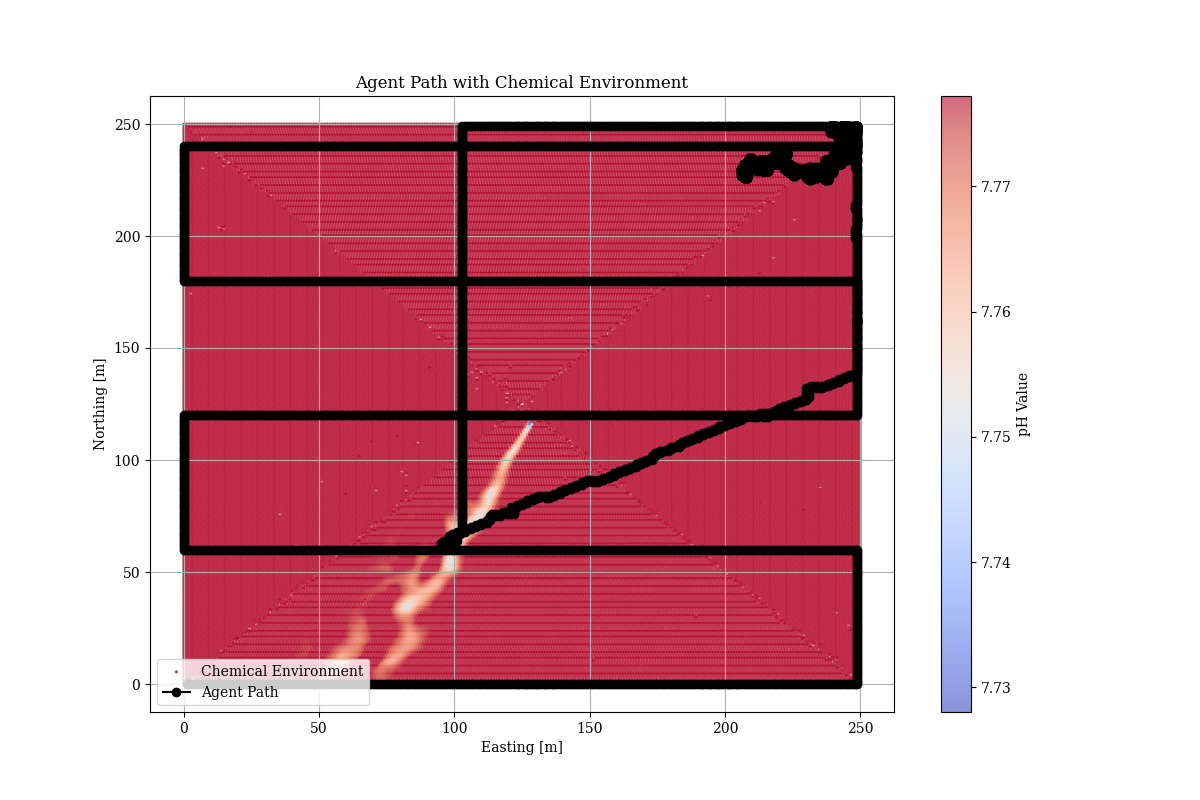 Agent Path with Chemical Environment
250
200
150
100
50
0
Northing [m]
0 50 100 150 200 250
Easting [m]
Chemical Environment
Agent Path
7.77
7.76
7.75
7.74
7.73
pH Value